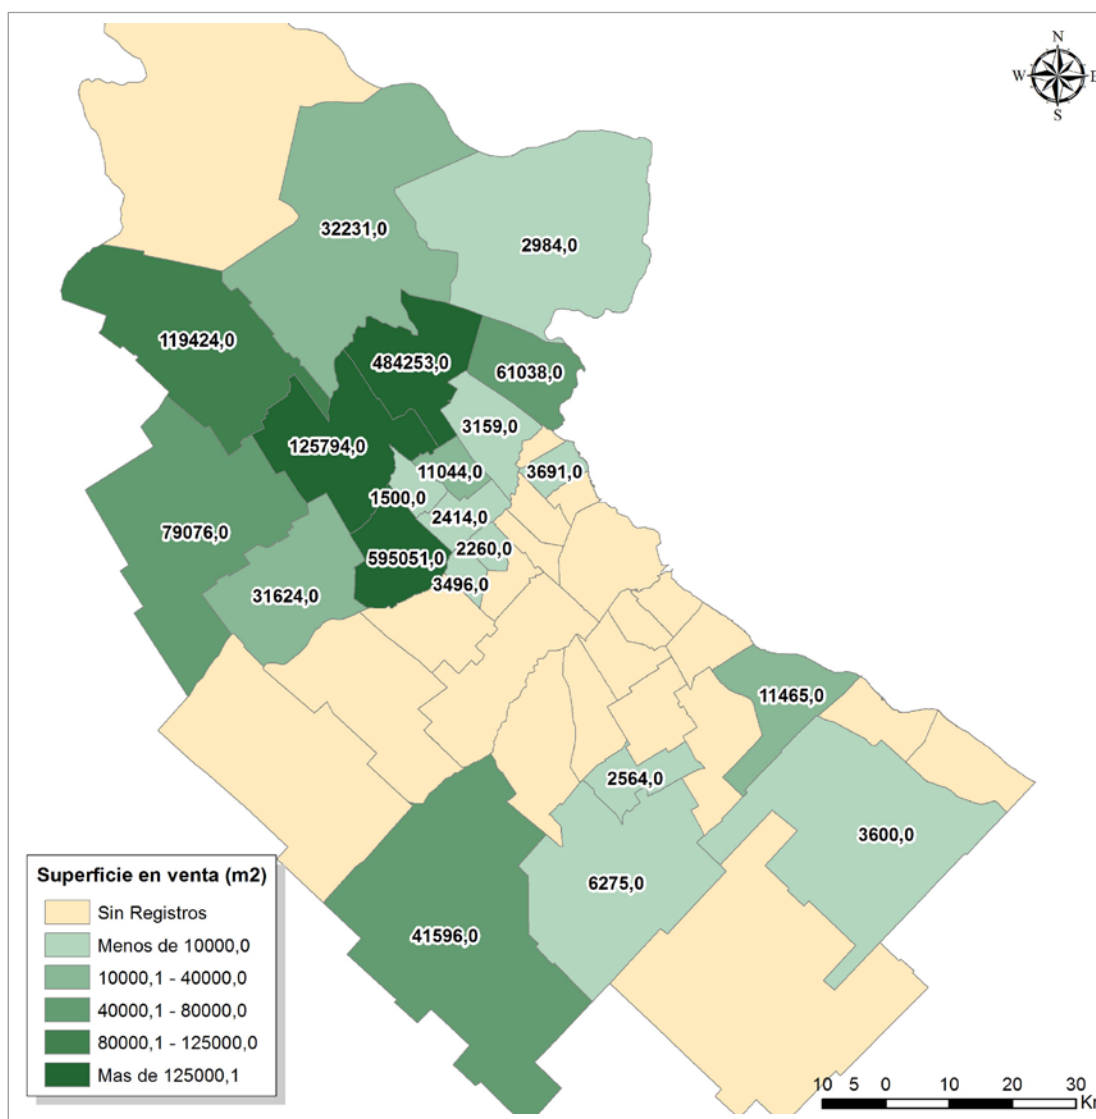 N
W E
S
32231,0
2984,0
119424,0
484253,0
61038,0
3159,0
125794,0
11044,0
3691,0
1500,0
2414,0
79076,0
2260,0
595051,0
3496,0
31624,0
11465,0
2564,0
3600,0
6275,0
41596,0
Superficie en venta (m2)
Sin Registros
Menos de 10000,0
10000,1 - 40000,0
40000,1 - 80000,0
80000,1 - 125000,0
Mas de 125000,1
10 5 0 10 20 30